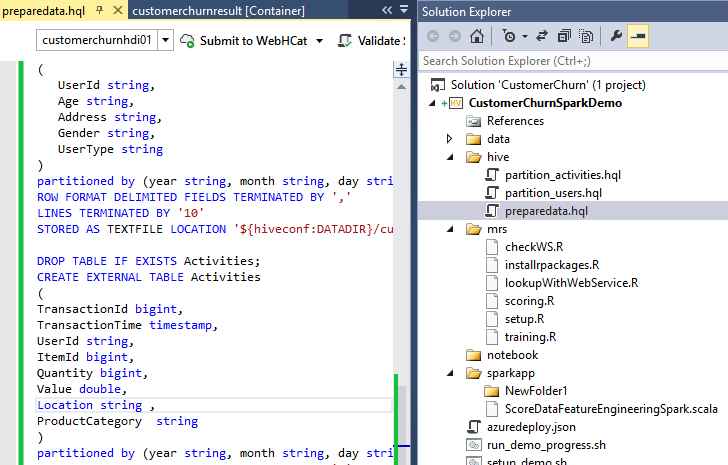 preparedata.hql
customerchurnresult [Container]
customerchurnhdi01
Submit to WebHCat
Validate
(
UserId string,
Age string,
Address string,
Gender string,
UserType string
)
partitioned by (year string, month string, day stri
ROW FORMAT DELIMITED FIELDS TERMINATED BY ','
LINES TERMINATED BY '10'
STORED AS TEXTFILE LOCATION '${hiveconf:DATADIR}/cu
DROP TABLE IF EXISTS Activities;
CREATE EXTERNAL TABLE Activities
(
TransactionId bigint,
TransactionTime timestamp,
UserId string,
ItemId bigint,
Quantity bigint,
Value double,
Location string ,
ProductCategory string
)
partitioned by (year string, month string, day stri
Solution Explorer
Search Solution Explorer (Ctrl+;)
Solution 'CustomerChurn' (1 project)
HV CustomerChurnSparkDemo
References
data
hive
partition_activities.hql
partition_users.hql
preparedata.hql
mrs
checkWS.R
installrpackages.R
lookupWithWebService.R
scoring.R
setup.R
training.R
notebook
sparkapp
NewFolder1
ScoreDataFeatureEngineeringSpark.scala
azuredeploy.json
run_demo_progress.sh
setup_demo.sh